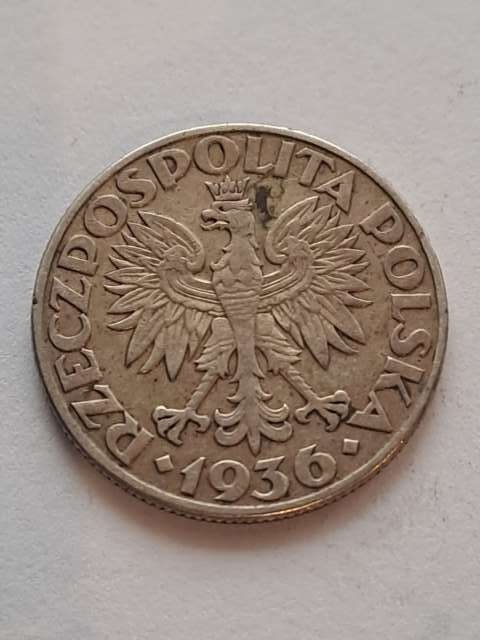 RZECZPOSPOLITA POLSKA
· 1936 ·